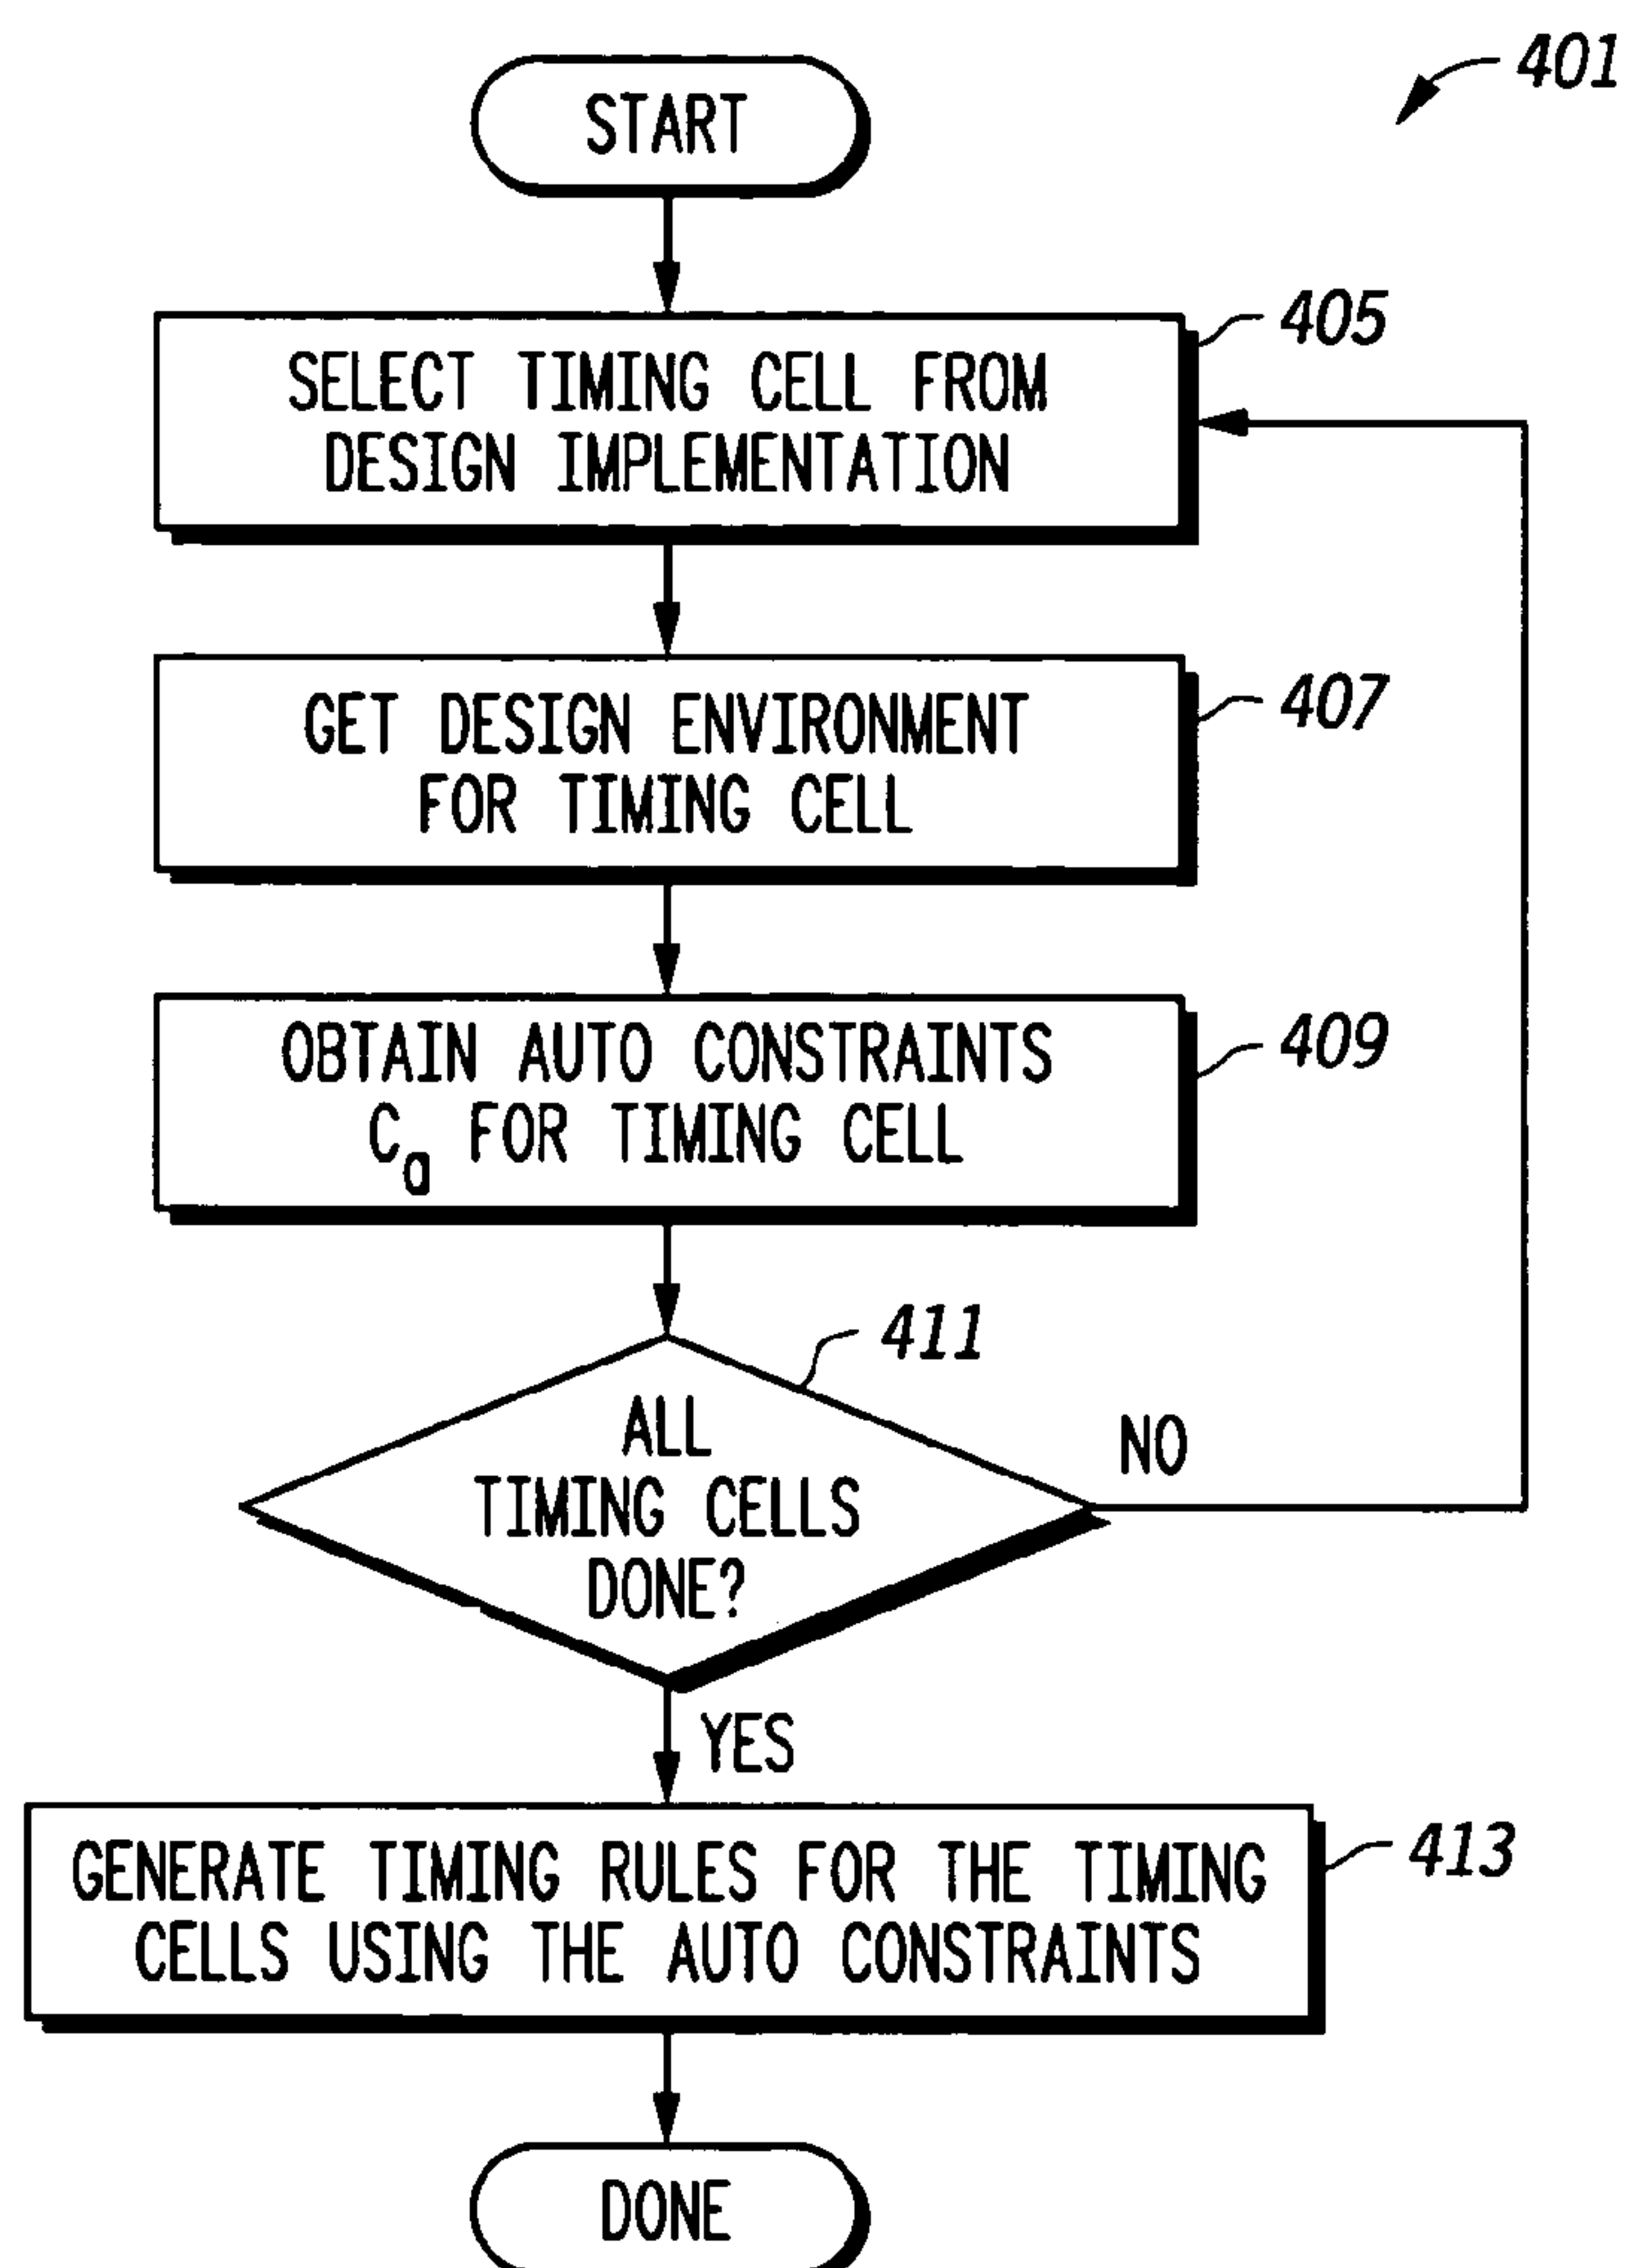 401
START
405
SELECT TIMING CELL FROM
DESIGN IMPLEMENTATION
407
GET DESIGN ENVIRONMENT
FOR TIMING CELL
409
OBTAIN AUTO CONSTRAINTS
Ca FOR TIMING CELL
411
ALL
TIMING CELLS
DONE?
NO
YES
413
GENERATE TIMING RULES FOR THE TIMING
CELLS USING THE AUTO CONSTRAINTS
DONE